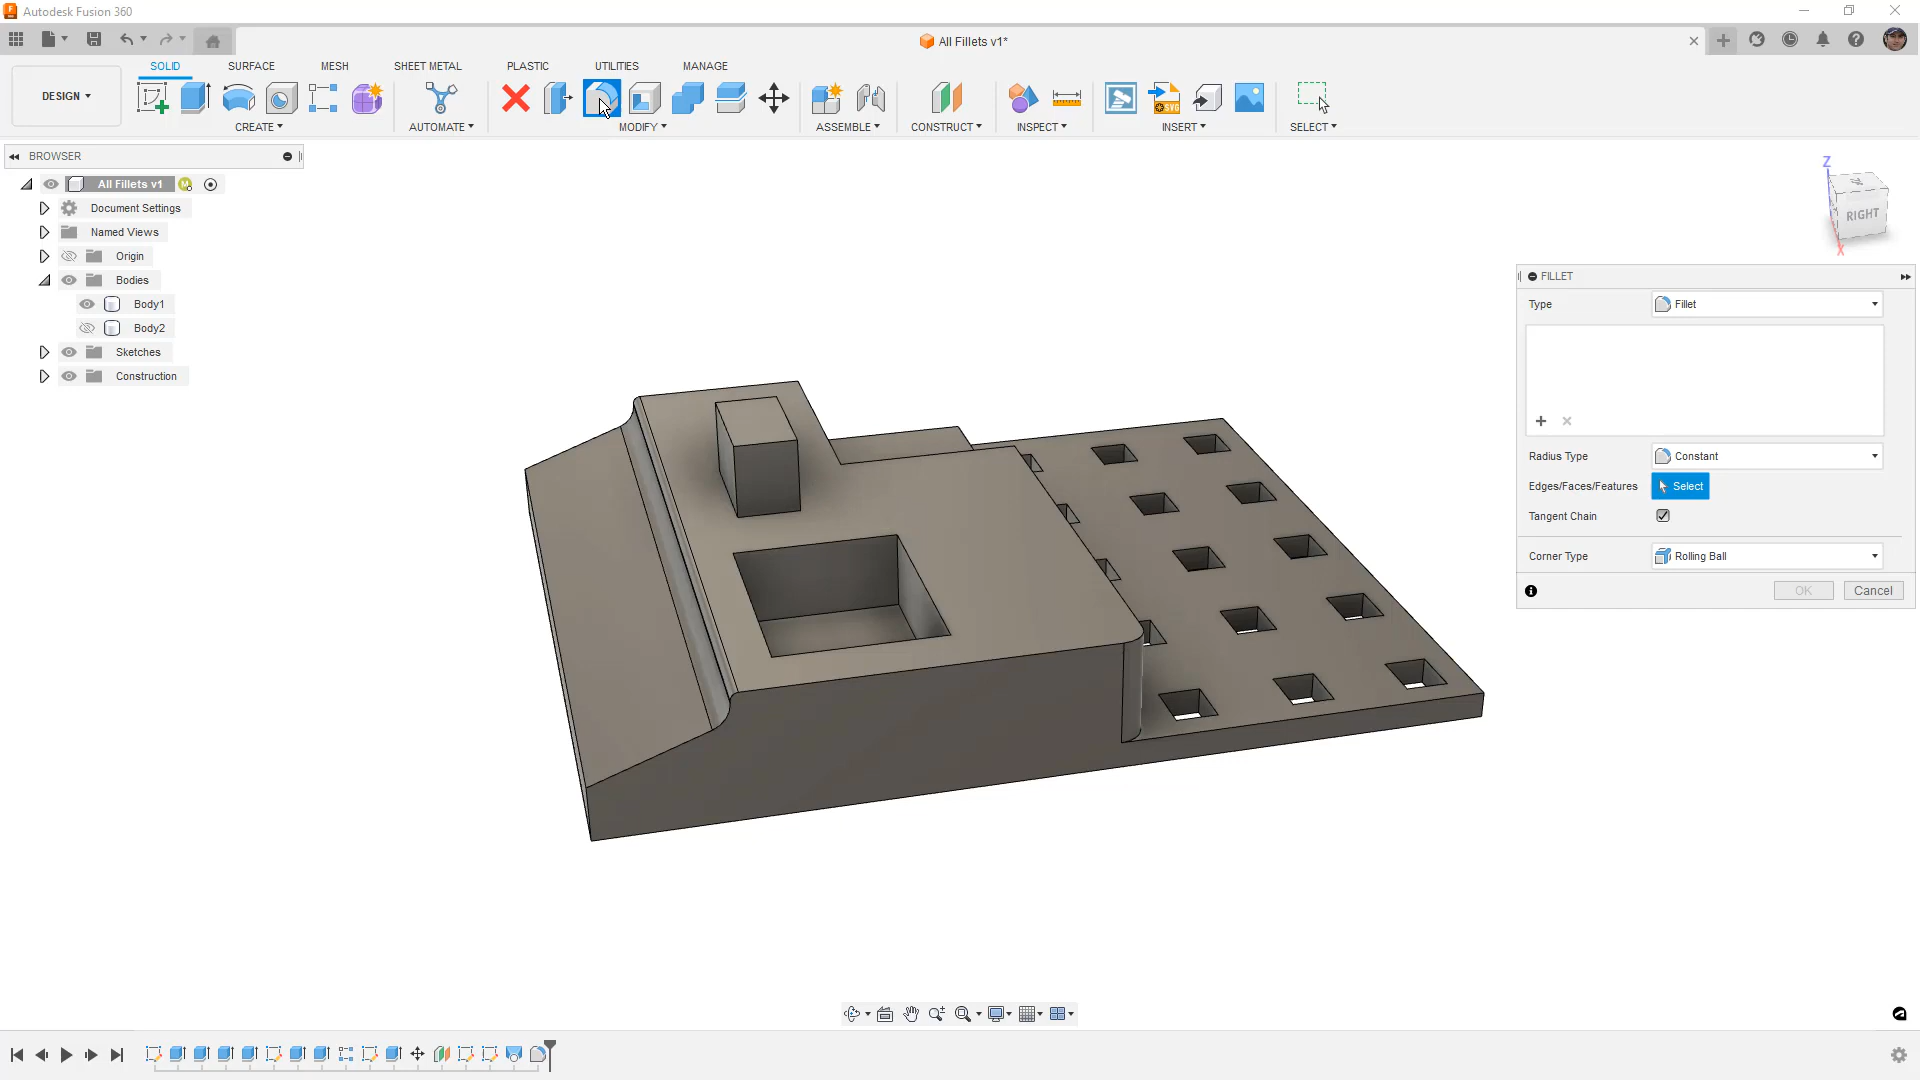 Autodesk Fusion 360
All Fillets v1*
DESIGN
SOLID
SURFACE
MESH
SHEET METAL
PLASTIC
UTILITIES
MANAGE
CREATE
AUTOMATE
MODIFY
ASSEMBLE
CONSTRUCT
INSPECT
INSERT
SELECT
SVG
BROWSER
All Fillets v1
Document Settings
Named Views
Origin
Bodies
Body1
Body2
Sketches
Construction
Z
RIGHT
X
FILLET
Type
Fillet
Radius Type
Constant
Edges/Faces/Features
Select
Tangent Chain
Corner Type
Rolling Ball
OK
Cancel